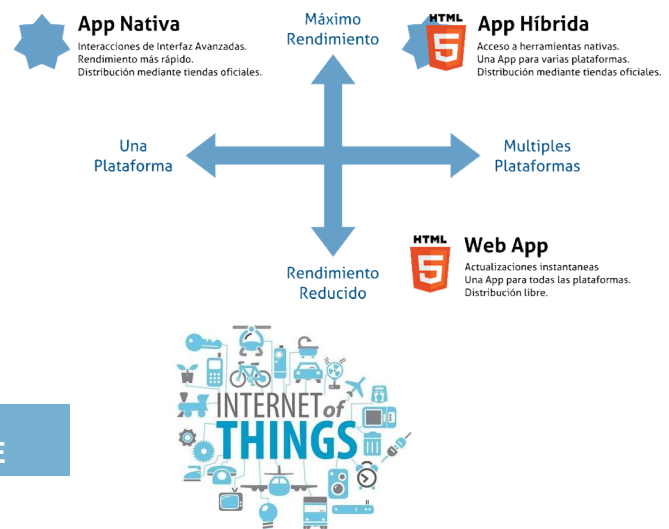 App Nativa
Interacciones de Interfaz Avanzadas.
Rendimiento más rápido.
Distribución mediante tiendas oficiales.
Máximo
Rendimiento
HTML
5
App Híbrida
Acceso a herramientas nativas.
Una App para varias plataformas.
Distribución mediante tiendas oficiales.
Una
Plataforma
Multiples
Plataformas
HTML
5
Web App
Actualizaciones instantaneas
Una App para todas las plataformas.
Distribución libre.
Rendimiento
Reducido
INTERNET of
THINGS
E